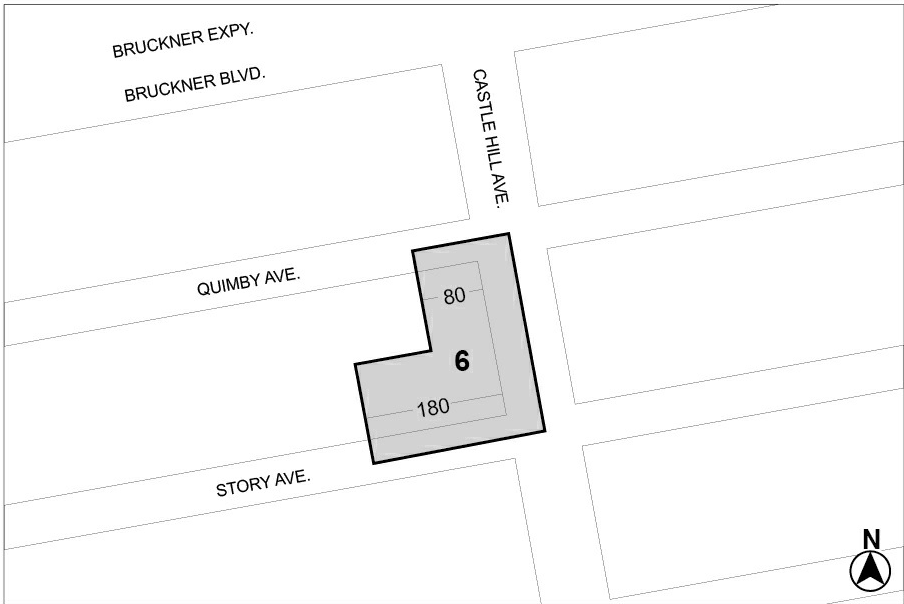 BRUCKNER EXPY.
BRUCKNER BLVD.
CASTLE HILL AVE.
QUIMBY AVE.
80
6
180
STORY AVE.
N